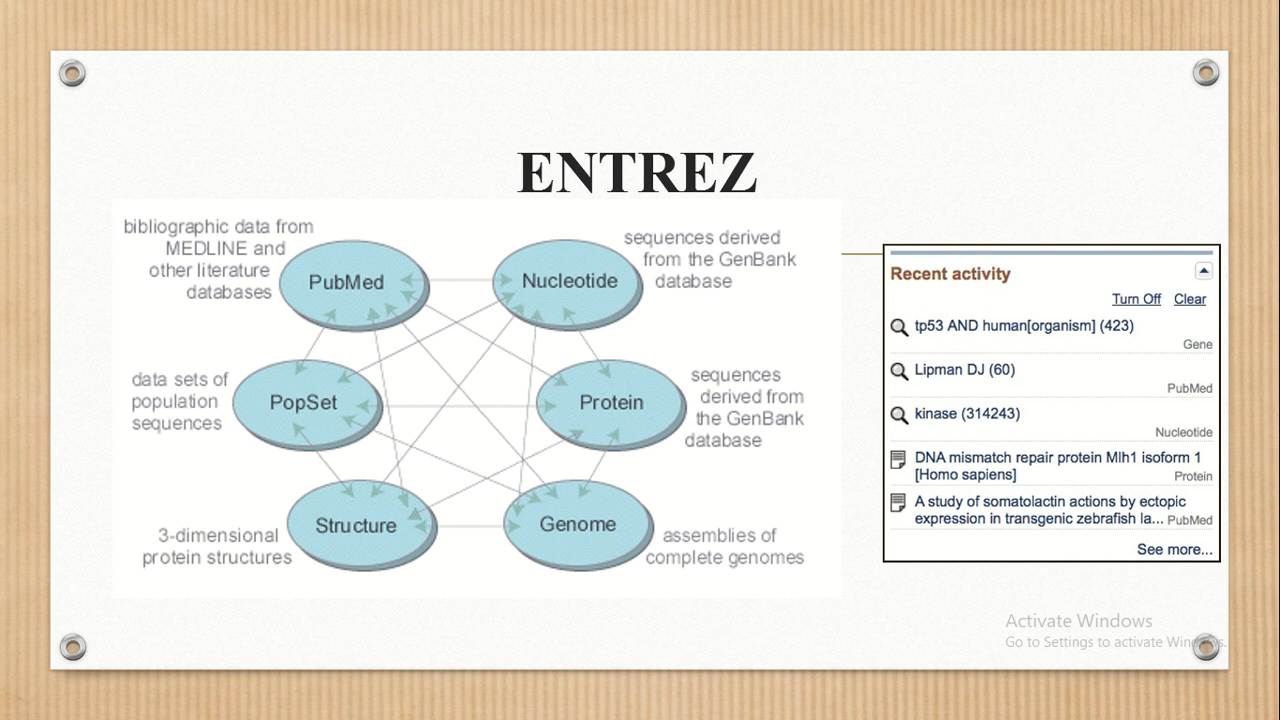 ENTREZ
bibliographic data from
MEDLINE and
other literature
databases
PubMed
Nucleotide
sequences derived
from the GenBank
database
data sets of
population
sequences
PopSet
Protein
sequences
derived from
the GenBank
database
3-dimensional
protein structures
Structure
Genome
assemblies of
complete genomes
Recent activity
Turn Off Clear
tp53 AND human[organism] (423)
Gene
Lipman DJ (60)
PubMed
kinase (314243)
Nucleotide
DNA mismatch repair protein Mlh1 isoform 1
[Homo sapiens] Protein
A study of somatolactin actions by ectopic
expression in transgenic zebrafish la... PubMed
See more...
Activate Windows
Go to Settings to activate Windows.